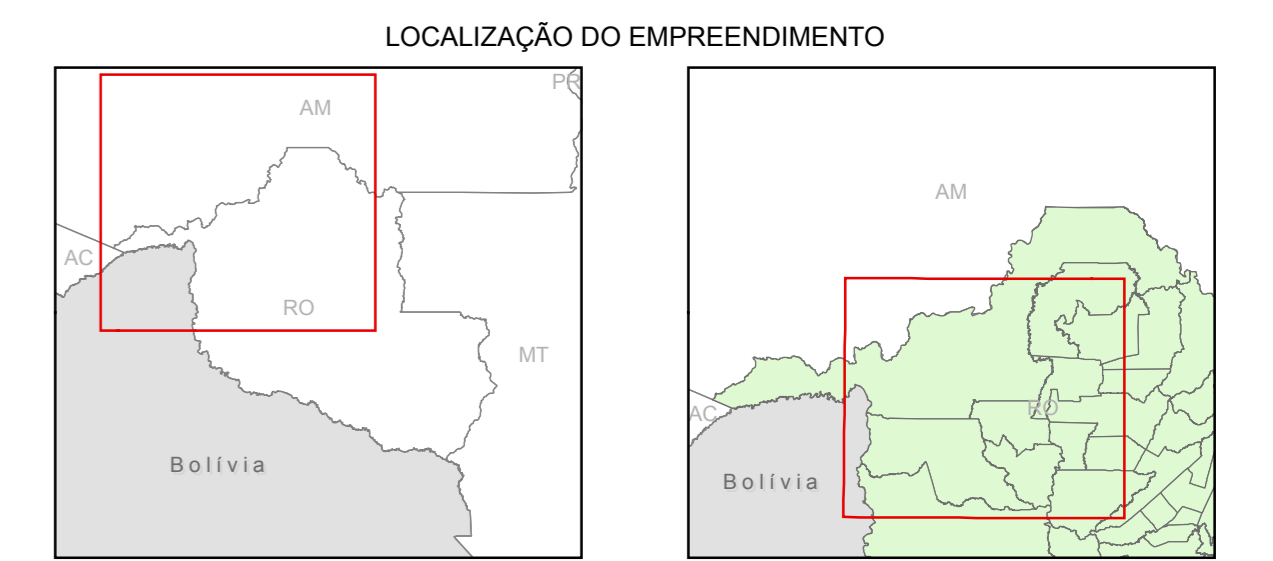 LOCALIZAÇÃO DO EMPREENDIMENTO
PR
AM
AC
RO
MT
Bolívia
AM
AC
RO
Bolívia